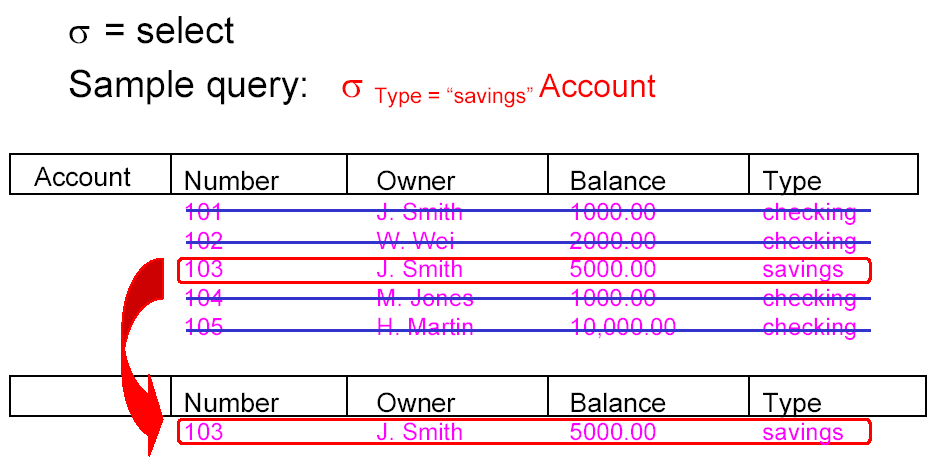 σ = select
Sample query: σ Type = “savings” Account
Account Number Owner Balance Type
101 J. Smith 1000.00 checking
102 W. Wei 2000.00 checking
103 J. Smith 5000.00 savings
104 M. Jones 1000.00 checking
105 H. Martin 10,000.00 checking
Number Owner Balance Type
103 J. Smith 5000.00 savings